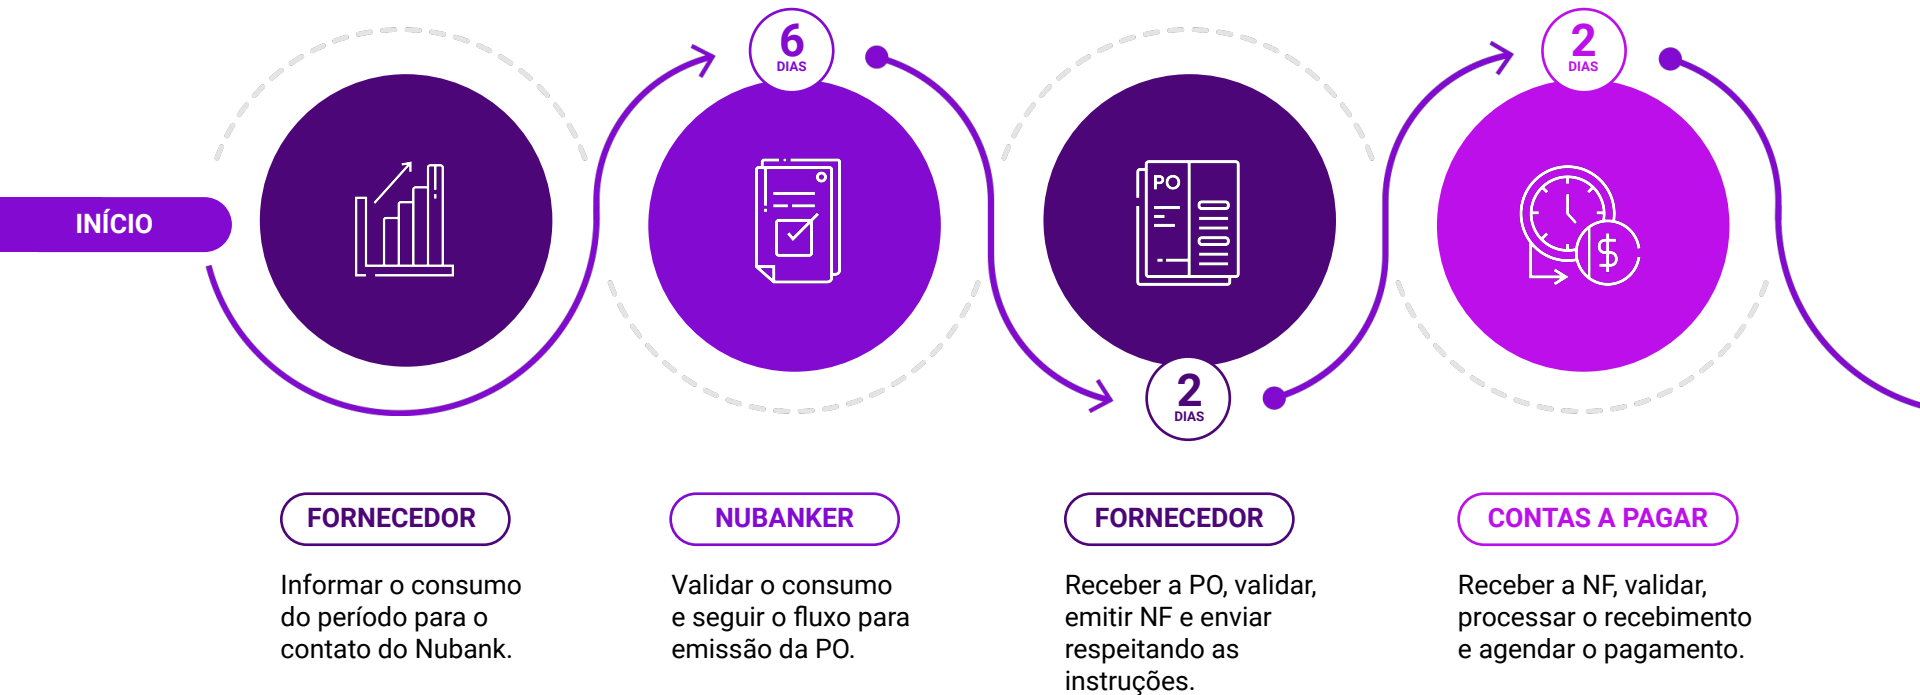 INÍCIO
6
DIAS
PO
2
DIAS
$
2
DIAS
FORNECEDOR
Informar o consumo
do período para o
contato do Nubank.
NUBANKER
Validar o consumo
e seguir o fluxo para
emissão da PO.
FORNECEDOR
Receber a PO, validar,
emitir NF e enviar
respeitando as
instruções.
CONTAS A PAGAR
Receber a NF, validar,
processar o recebimento
e agendar o pagamento.